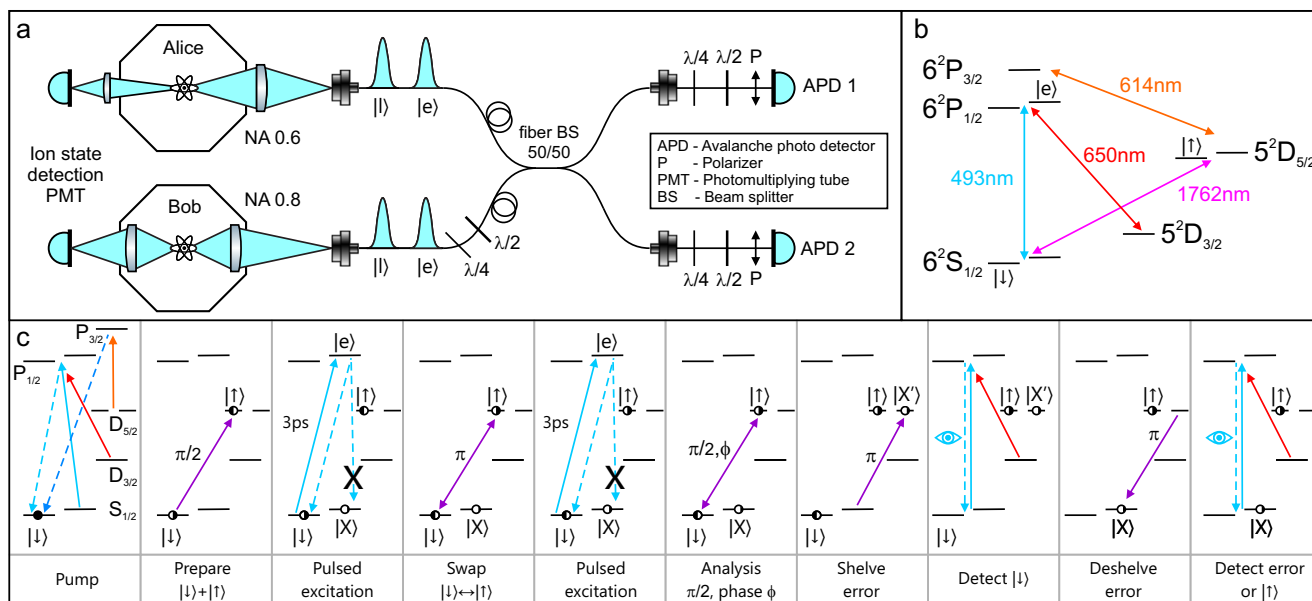 a
Alice
NA 0.6
Ion state
detection
PMT
Bob
NA 0.8
|l⟩
|e⟩
|l⟩
|e⟩
λ/4
λ/2
fiber BS
50/50
λ/4 λ/2 P
APD 1
APD - Avalanche photo detector
P - Polarizer
PMT - Photomultiplying tube
BS - Beam splitter
APD 2
λ/4 λ/2 P
b
6²P₃/₂
|e⟩
6²P₁/₂
614nm
|↑⟩
5²D₅/₂
650nm
493nm
1762nm
5²D₃/₂
6²S₁/₂
|↓⟩
c
P₃/₂
P₁/₂
D₅/₂
D₃/₂
S₁/₂
|↓⟩
Pump
|↑⟩
π/2
|↓⟩
Prepare
|↓⟩+|↑⟩
|e⟩
|↑⟩
3ps
X
|↓⟩
|X⟩
Pulsed
excitation
|↑⟩
π
|↓⟩
|X⟩
Swap
|↓⟩↔|↑⟩
|e⟩
|↑⟩
3ps
X
|↓⟩
|X⟩
Pulsed
excitation
|↑⟩
π/2,ϕ
|↓⟩
|X⟩
Analysis
π/2, phase ϕ
|↑⟩ |X'⟩
π
|↓⟩
Shelve
error
|↑⟩ |X'⟩
|↓⟩
Detect |↓⟩
|↑⟩
π
|X⟩
Deshelve
error
|↑⟩
|X⟩
Detect error
or |↑⟩